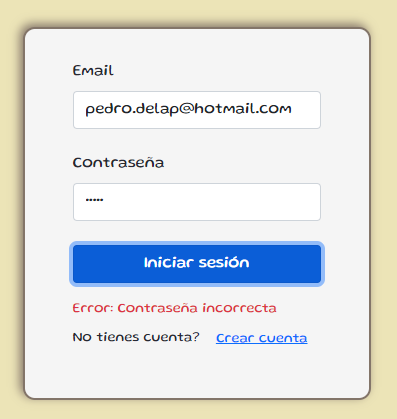 Email
pedro.delap@hotmail.com
Contraseña
•••••
Iniciar sesión
Error: Contraseña incorrecta
No tienes cuenta? Crear cuenta